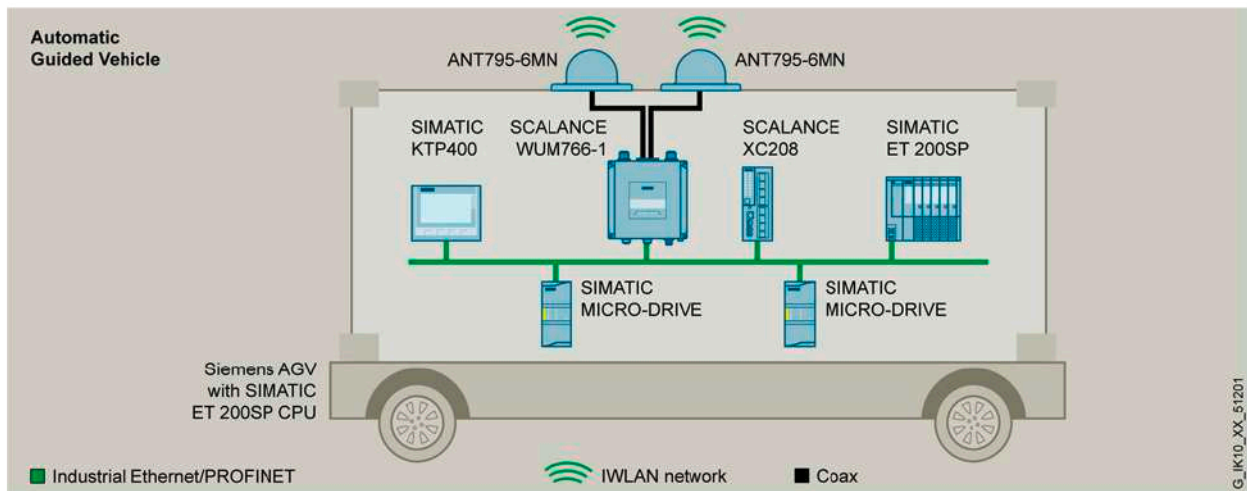 Automatic
Guided Vehicle
ANT795-6MN
ANT795-6MN
SIMATIC
KTP400
SCALANCE
WUM766-1
SCALANCE
XC208
SIMATIC
ET 200SP
SIMATIC
MICRO-DRIVE
SIMATIC
MICRO-DRIVE
Siemens AGV
with SIMATIC
ET 200SP CPU
Industrial Ethernet/PROFINET
IWLAN network
Coax
G_IK10_XX_51201